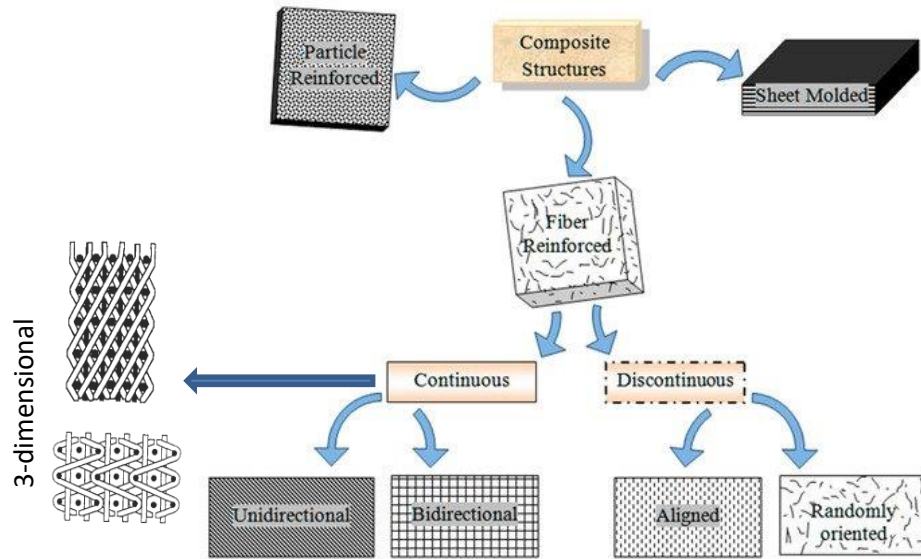 Particle
Reinforced
Composite
Structures
Sheet Molded
Fiber
Reinforced
3-dimensional
Continuous
Discontinuous
Unidirectional
Bidirectional
Aligned
Randomly
oriented